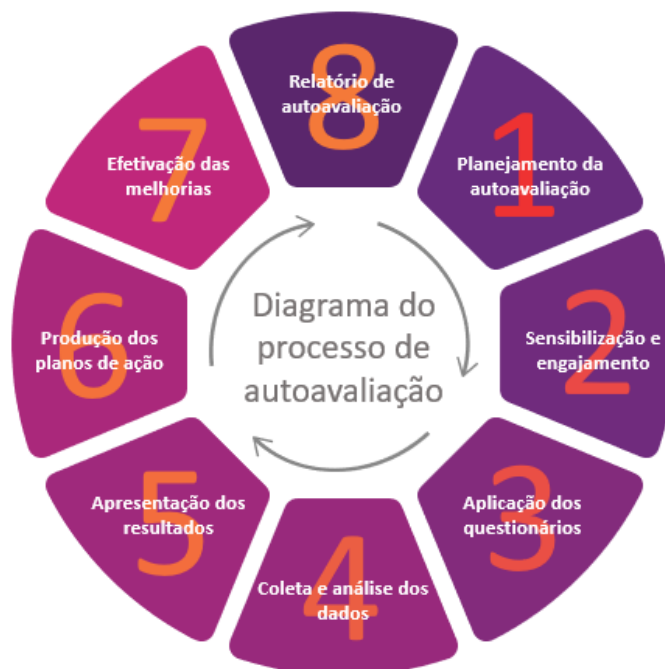 Diagrama do
processo de
autoavaliação
1
Planejamento da
autoavaliação
2
Sensibilização e
engajamento
3
Aplicação dos
questionários
4
Coleta e análise dos
dados
5
Apresentação dos
resultados
6
Produção dos
planos de ação
7
Efetivação das
melhorias
8
Relatório de
autoavaliação